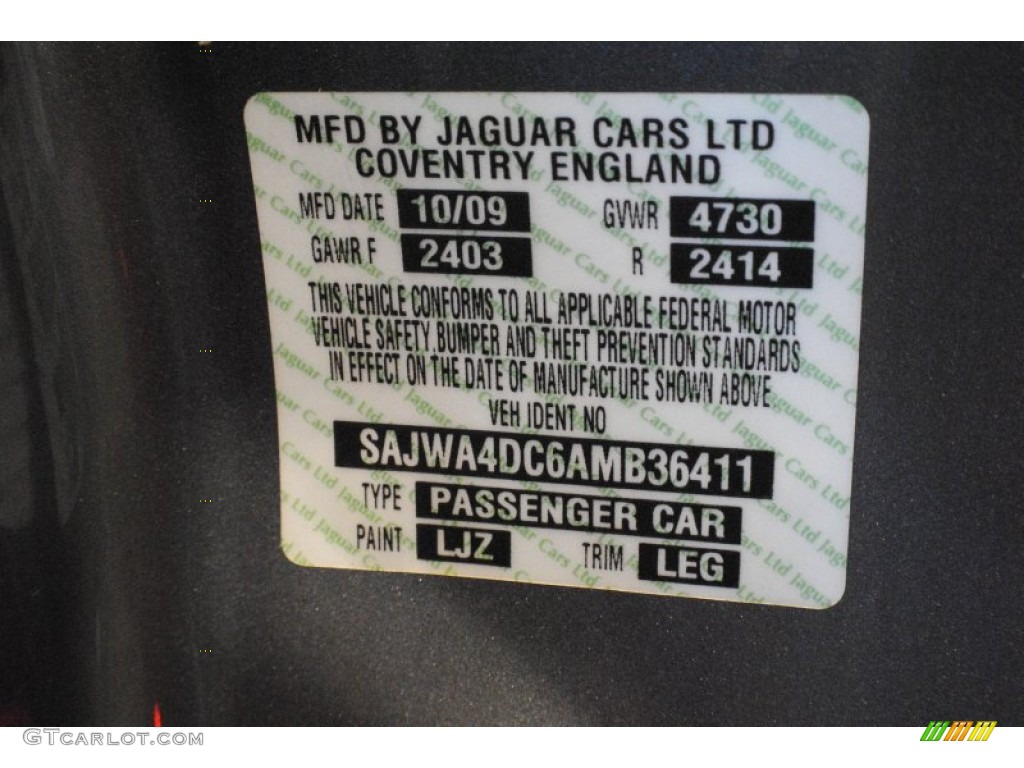 MFD BY JAGUAR CARS LTD
COVENTRY ENGLAND
MFD DATE 10/09 GVWR 4730
GAWR F 2403 R 2414
THIS VEHICLE CONFORMS TO ALL APPLICABLE FEDERAL MOTOR
VEHICLE SAFETY, BUMPER AND THEFT PREVENTION STANDARDS
IN EFFECT ON THE DATE OF MANUFACTURE SHOWN ABOVE.
VEH IDENT NO
SAJWA4DC6AMB36411
TYPE PASSENGER CAR
PAINT LJZ TRIM LEG
GTCarlot.com